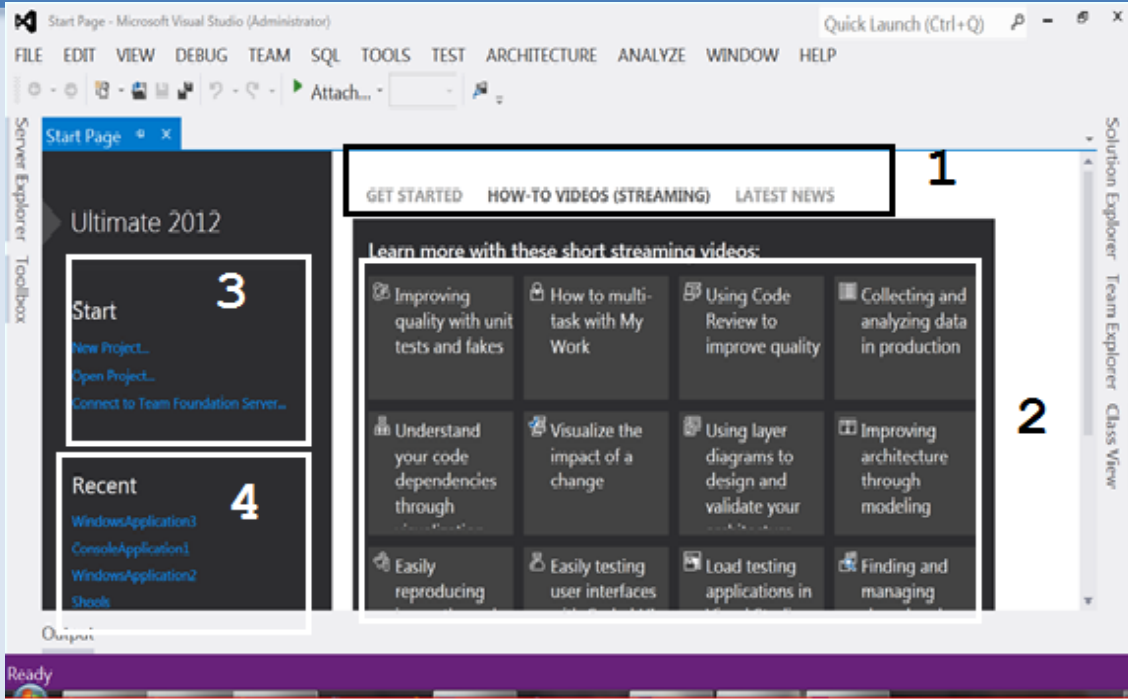 Start Page - Microsoft Visual Studio (Administrator)
Quick Launch (Ctrl+Q)
FILE EDIT VIEW DEBUG TEAM SQL TOOLS TEST ARCHITECTURE ANALYZE WINDOW HELP
Attach...
Server Explorer
Toolbox
Start Page
Solution Explorer
Team Explorer
Class View
1
GET STARTED HOW-TO VIDEOS (STREAMING) LATEST NEWS
Ultimate 2012
3
Start
New Project...
Open Project...
Connect to Team Foundation Server...
4
Recent
WindowsApplication3
ConsoleApplication1
WindowsApplication2
Shools
Learn more with these short streaming videos:
2
Improving
quality with unit
tests and fakes
How to multi-
task with My
Work
Using Code
Review to
improve quality
Collecting and
analyzing data
in production
Understand
your code
dependencies
through
Visualize the
impact of a
change
Using layer
diagrams to
design and
validate your
Improving
architecture
through
modeling
Easily
reproducing
Easily testing
user interfaces
Load testing
applications in
Finding and
managing
Output
Ready